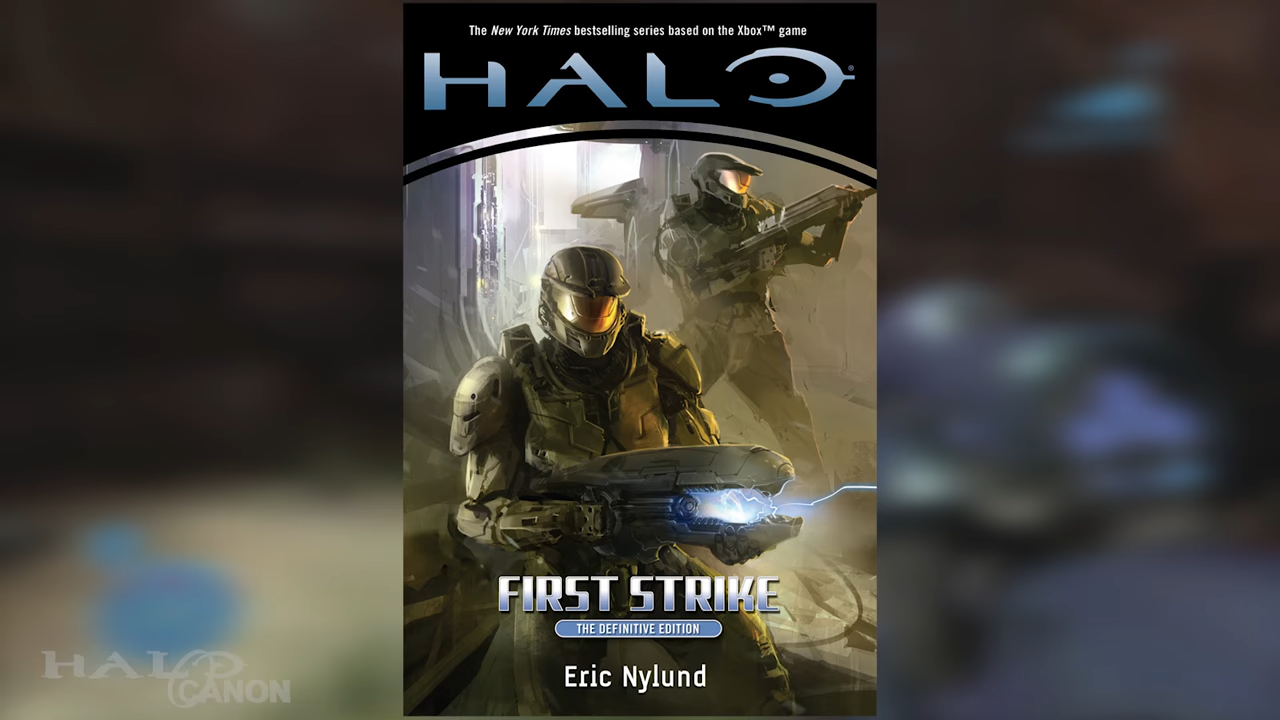 The New York Times bestselling series based on the Xbox™ game
HALO®
FIRST STRIKE
THE DEFINITIVE EDITION
Eric Nylund
HALO
CANON